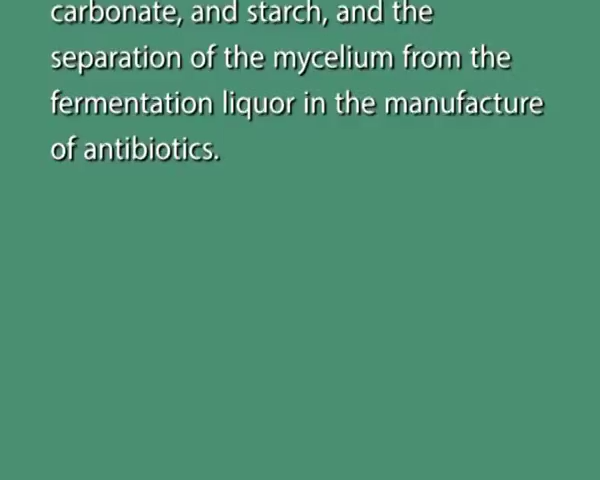 carbonate, and starch, and the
separation of the mycelium from the
fermentation liquor in the manufacture
of antibiotics.